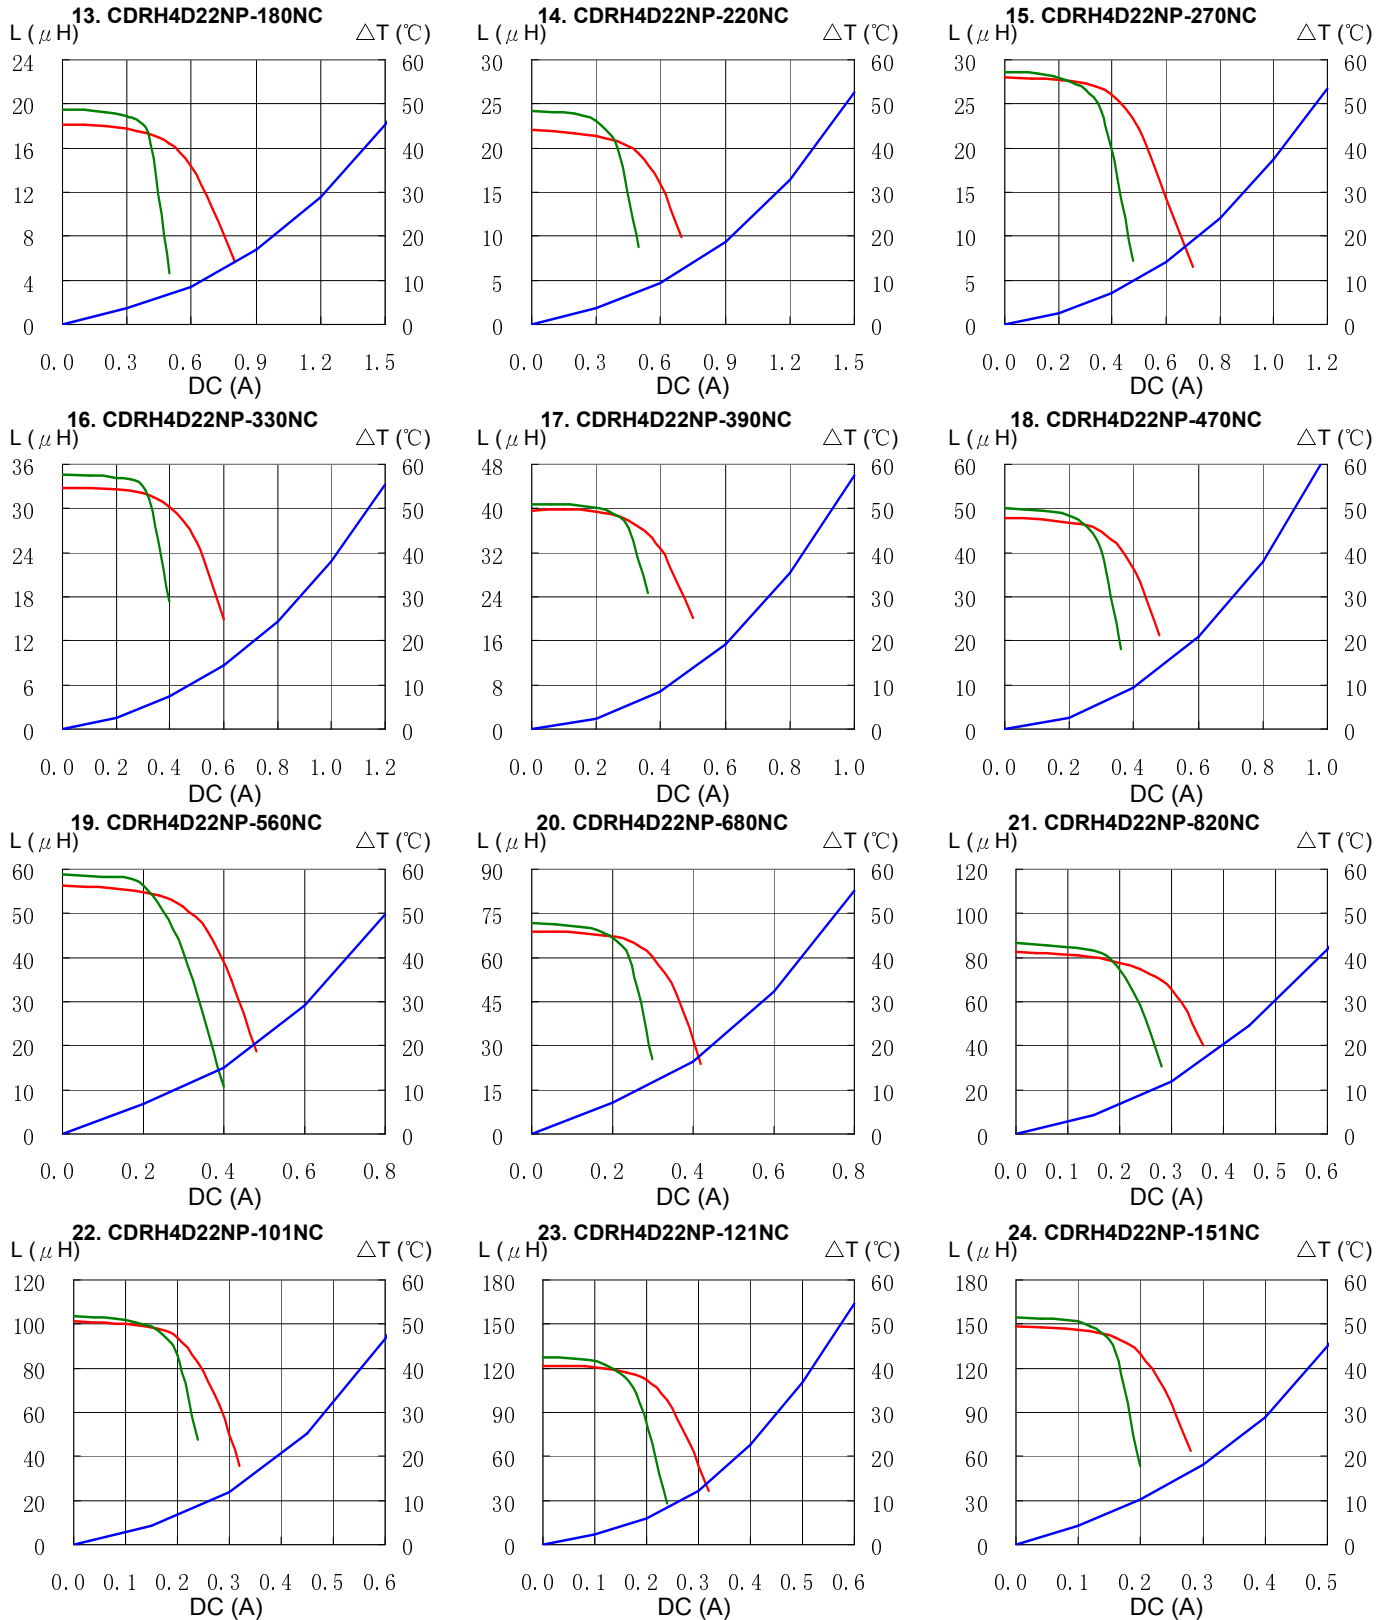 13. CDRH4D22NP-180NC
L ( μ H)
△T (℃)
24
20
16
12
8
4
0
60
50
40
30
20
10
0
0.0 0.3 0.6 0.9 1.2 1.5
DC (A)
14. CDRH4D22NP-220NC
L ( μ H)
△T (℃)
30
25
20
15
10
5
0
60
50
40
30
20
10
0
0.0 0.3 0.6 0.9 1.2 1.5
DC (A)
15. CDRH4D22NP-270NC
L ( μ H)
△T (℃)
30
25
20
15
10
5
0
60
50
40
30
20
10
0
0.0 0.2 0.4 0.6 0.8 1.0 1.2
DC (A)
16. CDRH4D22NP-330NC
L ( μ H)
△T (℃)
36
30
24
18
12
6
0
60
50
40
30
20
10
0
0.0 0.2 0.4 0.6 0.8 1.0 1.2
DC (A)
17. CDRH4D22NP-390NC
L ( μ H)
△T (℃)
48
40
32
24
16
8
0
60
50
40
30
20
10
0
0.0 0.2 0.4 0.6 0.8 1.0
DC (A)
18. CDRH4D22NP-470NC
L ( μ H)
△T (℃)
60
50
40
30
20
10
0
60
50
40
30
20
10
0
0.0 0.2 0.4 0.6 0.8 1.0
DC (A)
19. CDRH4D22NP-560NC
L ( μ H)
△T (℃)
60
50
40
30
20
10
0
60
50
40
30
20
10
0
0.0 0.2 0.4 0.6 0.8
DC (A)
20. CDRH4D22NP-680NC
L ( μ H)
△T (℃)
90
75
60
45
30
15
0
60
50
40
30
20
10
0
0.0 0.2 0.4 0.6 0.8
DC (A)
21. CDRH4D22NP-820NC
L ( μ H)
△T (℃)
120
100
80
60
40
20
0
60
50
40
30
20
10
0
0.0 0.1 0.2 0.3 0.4 0.5 0.6
DC (A)
22. CDRH4D22NP-101NC
L ( μ H)
△T (℃)
120
100
80
60
40
20
0
60
50
40
30
20
10
0
0.0 0.1 0.2 0.3 0.4 0.5 0.6
DC (A)
23. CDRH4D22NP-121NC
L ( μ H)
△T (℃)
180
150
120
90
60
30
0
60
50
40
30
20
10
0
0.0 0.1 0.2 0.3 0.4 0.5 0.6
DC (A)
24. CDRH4D22NP-151NC
L ( μ H)
△T (℃)
180
150
120
90
60
30
0
60
50
40
30
20
10
0
0.0 0.1 0.2 0.3 0.4 0.5
DC (A)